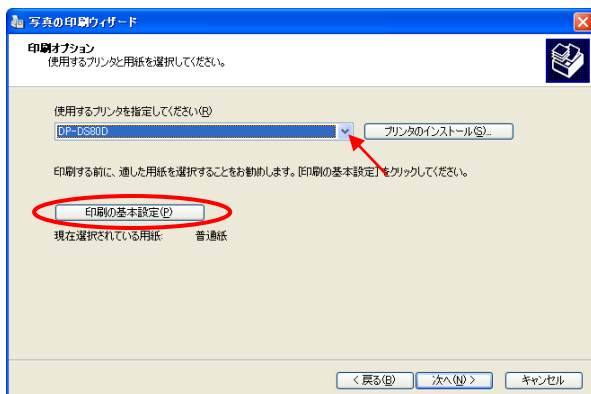 写真の印刷ウィザード
印刷オプション
使用するプリンタと用紙を選択してください。
使用するプリンタを指定してください(R)
DP-DS80D
プリンタのインストール(S)...
印刷する前に、適した用紙を選択することをお勧めします。[印刷の基本設定] をクリックしてください。
印刷の基本設定(P)
現在選択されている用紙: 普通紙
< 戻る(B) 次へ(N) > キャンセル